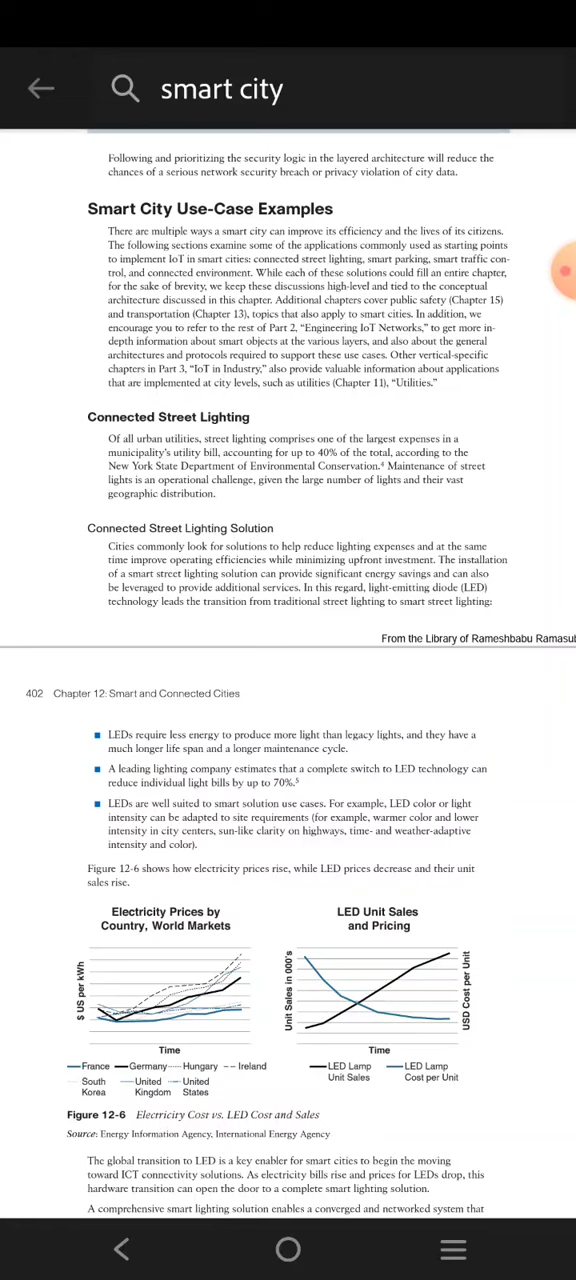 smart city
Following and prioritizing the security logic in the layered architecture will reduce the
chances of a serious network security breach or privacy violation of city data.
Smart City Use-Case Examples
There are multiple ways a smart city can improve its efficiency and the lives of its citizens.
The following sections examine some of the applications commonly used as starting points
to implement IoT in smart cities: connected street lighting, smart parking, smart traffic con-
trol, and connected environment. While each of these solutions could fill an entire chapter,
for the sake of brevity, we keep these discussions high-level and tied to the conceptual
architecture discussed in this chapter. Additional chapters cover public safety (Chapter 15)
and transportation (Chapter 13), topics that also apply to smart cities. In addition, we
encourage you to refer to the rest of Part 2, “Engineering IoT Networks,” to get more in-
depth information about smart objects at the various layers, and also about the general
architectures and protocols required to support these use cases. Other vertical-specific
chapters in Part 3, “IoT in Industry,” also provide valuable information about applications
that are implemented at city levels, such as utilities (Chapter 11), “Utilities.”
Connected Street Lighting
Of all urban utilities, street lighting comprises one of the largest expenses in a
municipality’s utility bill, accounting for up to 40% of the total, according to the
New York State Department of Environmental Conservation.⁴ Maintenance of street
lights is an operational challenge, given the large number of lights and their vast
geographic distribution.
Connected Street Lighting Solution
Cities commonly look for solutions to help reduce lighting expenses and at the same
time improve operating efficiencies while minimizing upfront investment. The installation
of a smart street lighting solution can provide significant energy savings and can also
be leveraged to provide additional services. In this regard, light-emitting diode (LED)
technology leads the transition from traditional street lighting to smart street lighting:
From the Library of Rameshbabu Ramasub
402 Chapter 12: Smart and Connected Cities
■ LEDs require less energy to produce more light than legacy lights, and they have a
much longer life span and a longer maintenance cycle.
■ A leading lighting company estimates that a complete switch to LED technology can
reduce individual light bills by up to 70%.⁵
■ LEDs are well suited to smart solution use cases. For example, LED color or light
intensity can be adapted to site requirements (for example, warmer color and lower
intensity in city centers, sun-like clarity on highways, time- and weather-adaptive
intensity and color).
Figure 12-6 shows how electricity prices rise, while LED prices decrease and their unit
sales rise.
Electricity Prices by
Country, World Markets
$ US per kWh
Time
France Germany Hungary Ireland
South Korea United Kingdom United States
LED Unit Sales
and Pricing
Unit Sales in 000's
USD Cost per Unit
Time
LED Lamp Unit Sales
LED Lamp Cost per Unit
Figure 12-6 Electricity Cost vs. LED Cost and Sales
Source: Energy Information Agency, International Energy Agency
The global transition to LED is a key enabler for smart cities to begin the moving
toward ICT connectivity solutions. As electricity bills rise and prices for LEDs drop, this
hardware transition can open the door to a complete smart lighting solution.
A comprehensive smart lighting solution enables a converged and networked system that